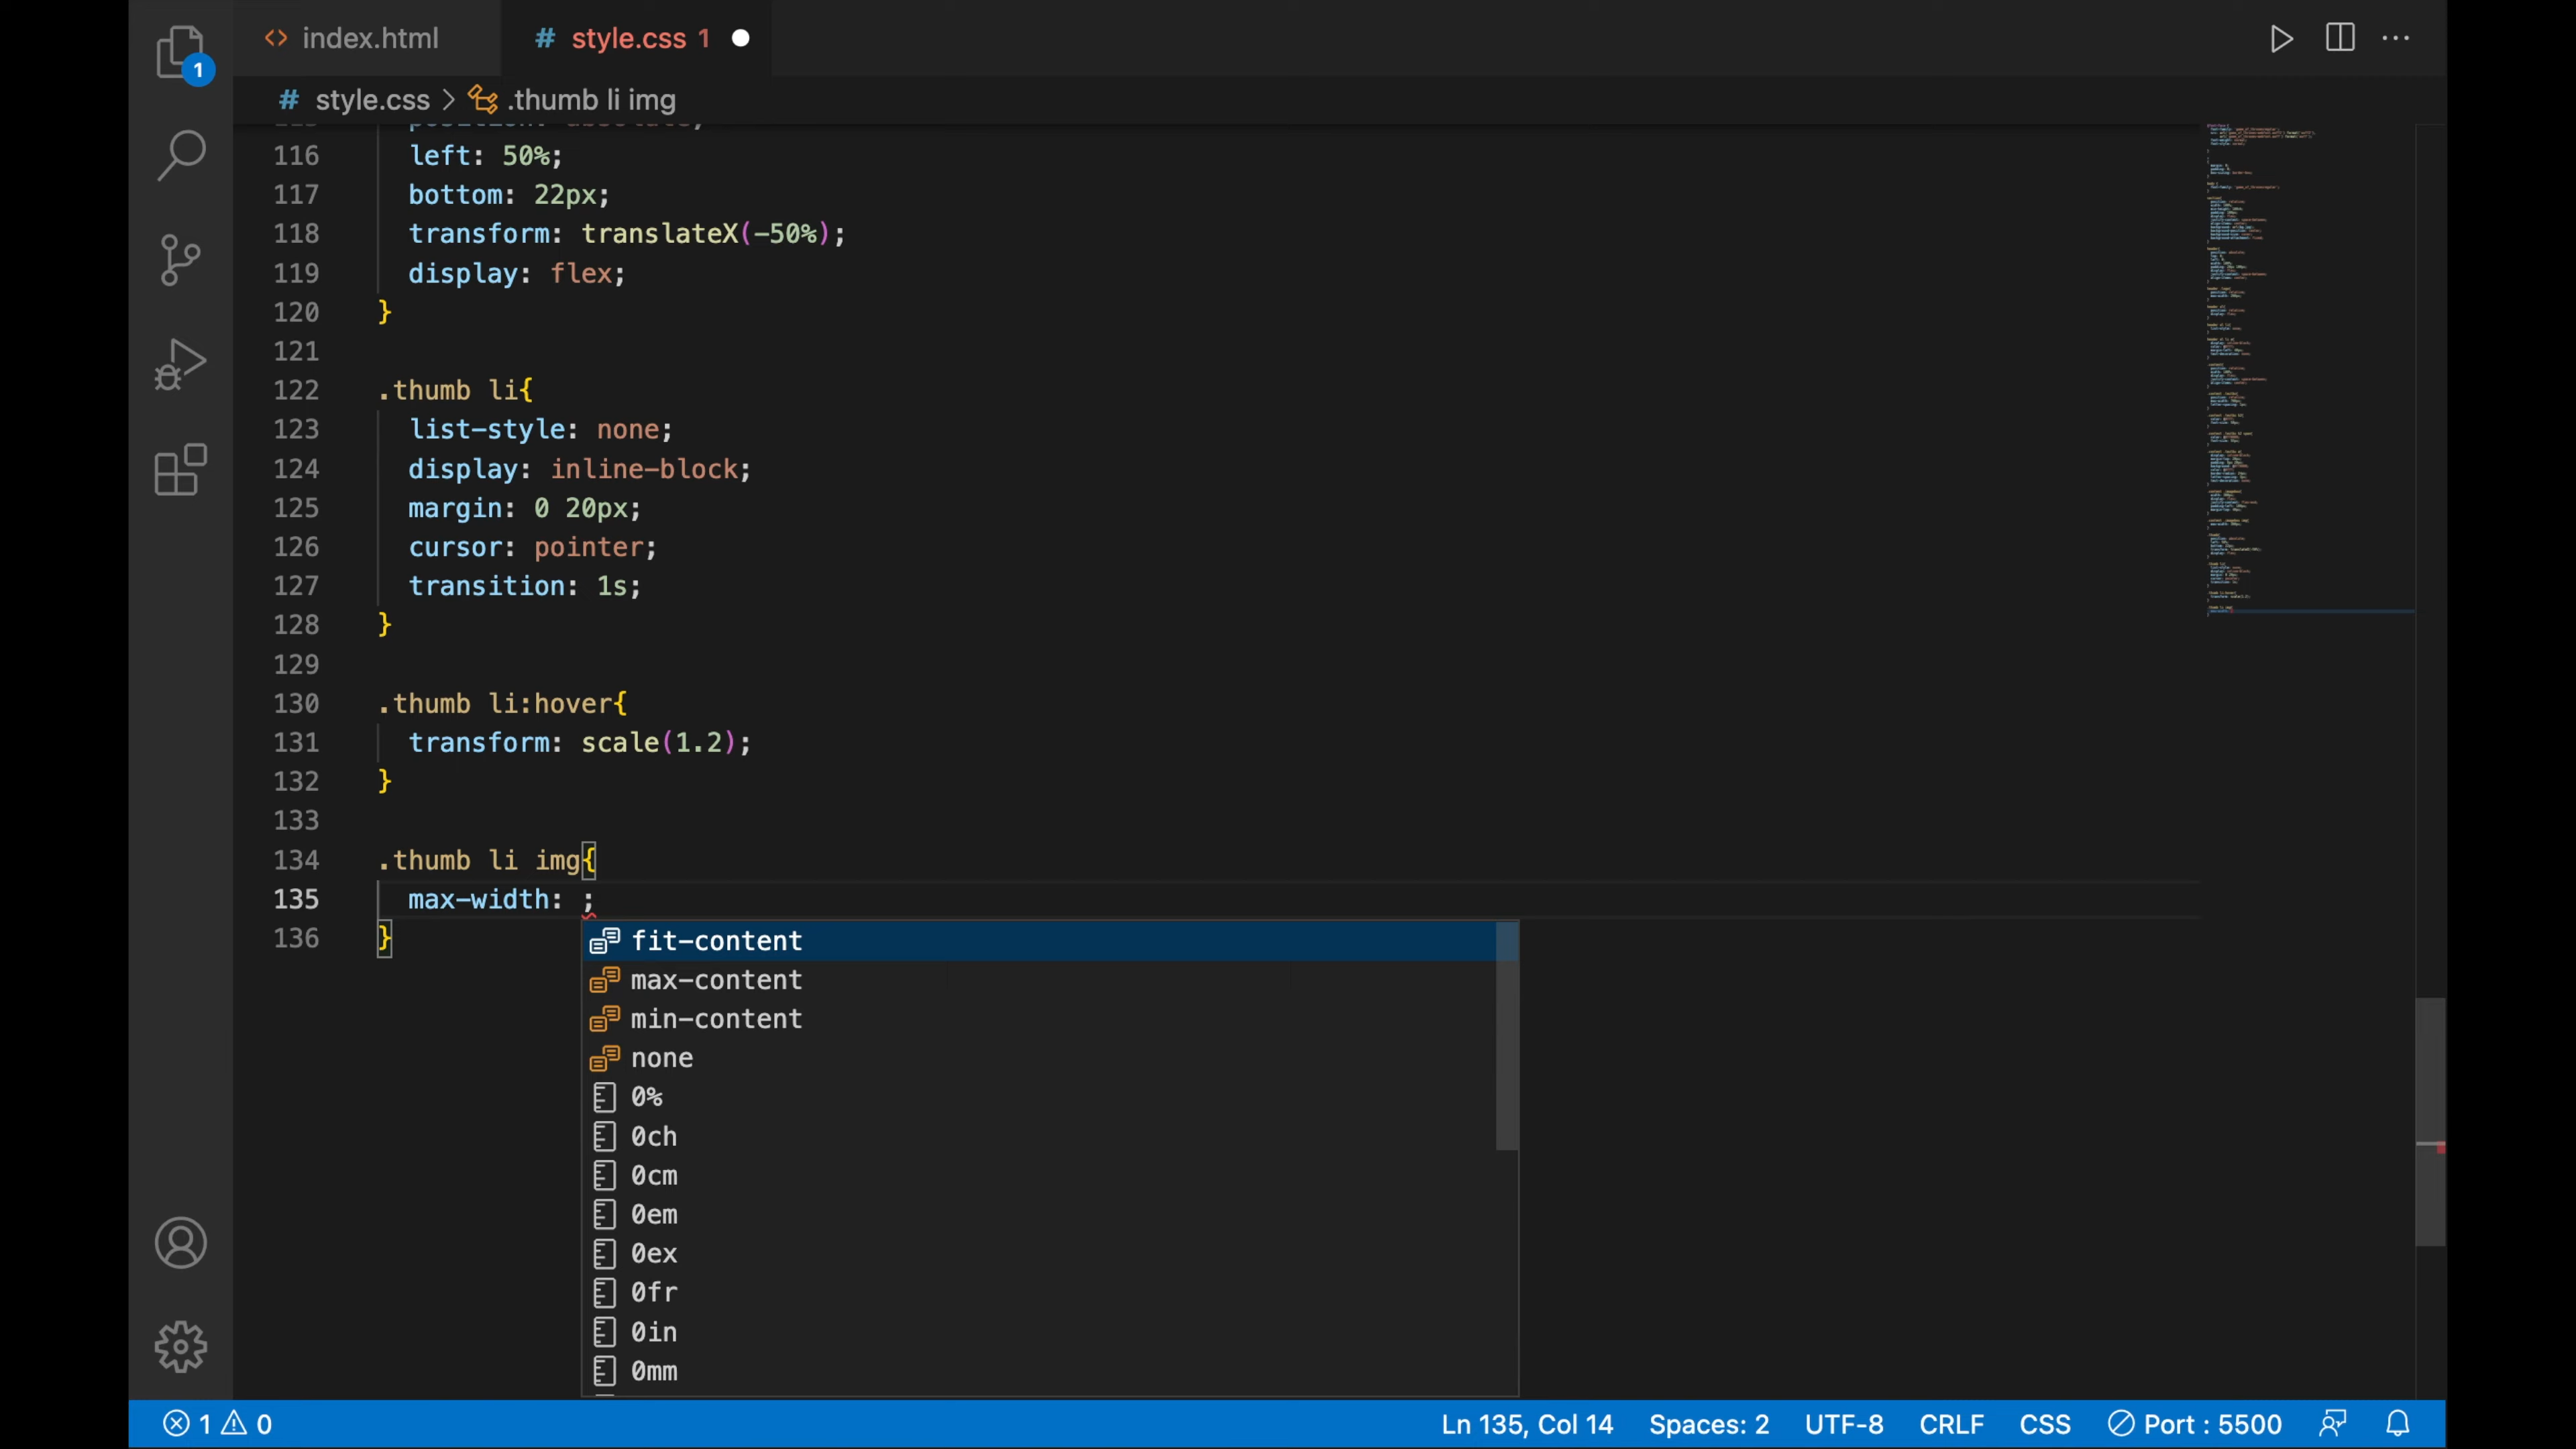 1
index.html
# style.css 1
# style.css > .thumb li img
116 left: 50%;
117 bottom: 22px;
118 transform: translateX(-50%);
119 display: flex;
120 }
121
122 .thumb li{
123 list-style: none;
124 display: inline-block;
125 margin: 0 20px;
126 cursor: pointer;
127 transition: 1s;
128 }
129
130 .thumb li:hover{
131 transform: scale(1.2);
132 }
133
134 .thumb li img{
135 max-width: ;
136 }
fit-content
max-content
min-content
none
0%
0ch
0cm
0em
0ex
0fr
0in
0mm
1 0 Ln 135, Col 14 Spaces: 2 UTF-8 CRLF CSS Port : 5500